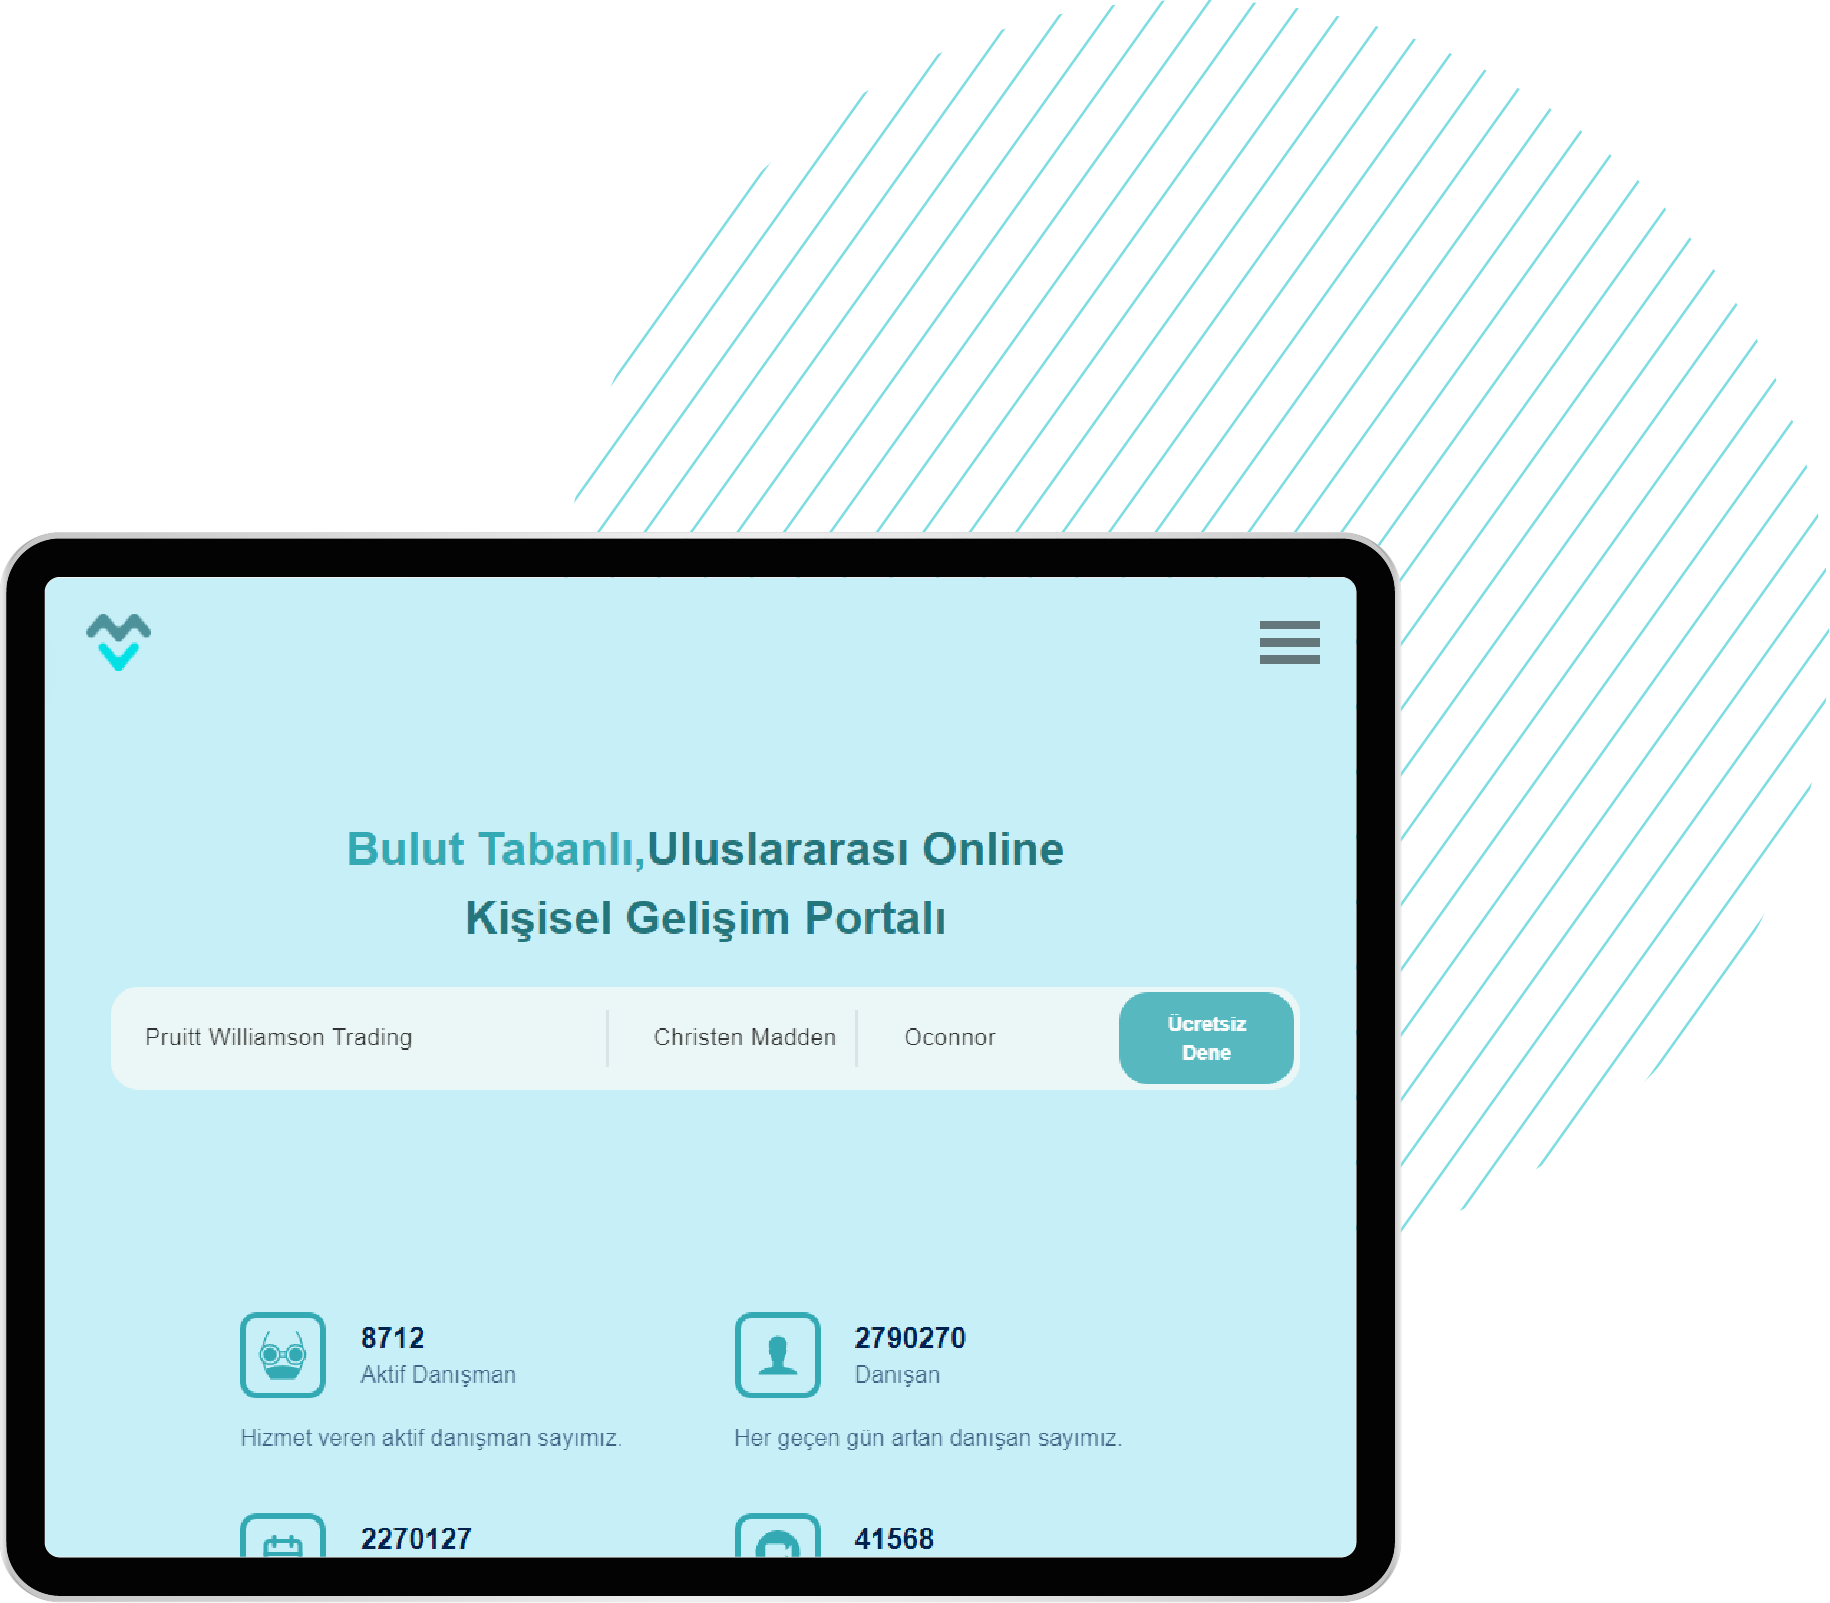 Bulut Tabanlı,Uluslararası Online
Kişisel Gelişim Portalı
Pruitt Williamson Trading
Christen Madden
Oconnor
Ücretsiz
Dene
8712
Aktif Danışman
Hizmet veren aktif danışman sayımız.
2790270
Danışan
Her geçen gün artan danışan sayımız.
2270127
41568